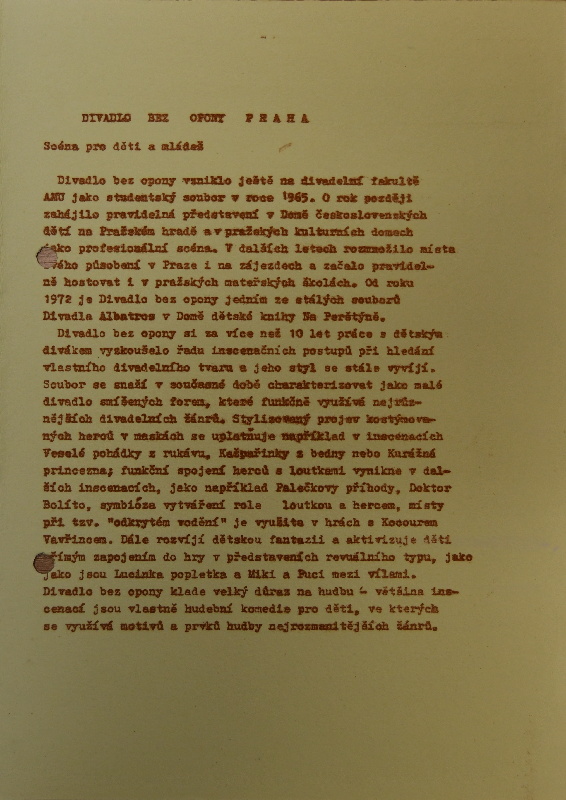 DIVADLO BEZ OPONY P R A H A
Scéna pro děti a mládež
Divadlo bez opony vzniklo ještě na divadelní fakultě
AMU jako studentský soubor v roce 1965. O rok později
zahájilo pravidelná představení v Domě československých
dětí na Pražském hradě a v pražských kulturních domech
jako profesionální scéna. V dalších letech rozmnožilo místa
svého působení v Praze i na zájezdech a začalo pravidel-
ně hostovat i v pražských mateřských školách. Od roku
1972 je Divadlo bez opony jedním ze stálých souborů
Divadla Albatros v Domě dětské knihy Na Perštýně.
Divadlo bez opony si za více než 10 let práce s dětským
divákem vyzkoušelo řadu inscenačních postupů při hledání
vlastního divadelního tvaru a jeho styl se stále vyvíjí.
Soubor se snaží v současné době charakterizovat jako malé
divadlo smíšených forem, které funkčně využívá nejrůz-
nějších divadelních žánrů. Stylizovaný projev kostýmova-
ných herců v maskách se uplatňuje například v inscenacích
Veselé pohádky z rukávu, Kašpařinky z bedny nebo Kurážná
princezna; funkční spojení herců s loutkami vynikne v dal-
ších inscenacích, jako například Palečkovy příhody, Doktor
Bolíto, symbióza vytváření role loutkou a hercem, místy
při tzv. "odkrytém vodění" je využita v hrách s Kocourem
Vavřincem. Dále rozvíjí dětskou fantazii a aktivizuje děti
přímým zapojením do hry v představeních revuálního typu, jako
jako jsou Lucinka popletka a Miki a Puci mezi vílami.
Divadlo bez opony klade velký důraz na hudbu - většina ins-
cenací jsou vlastně hudební komedie pro děti, ve kterých
se využívá motivů a prvků hudby nejrozmanitějších žánrů.